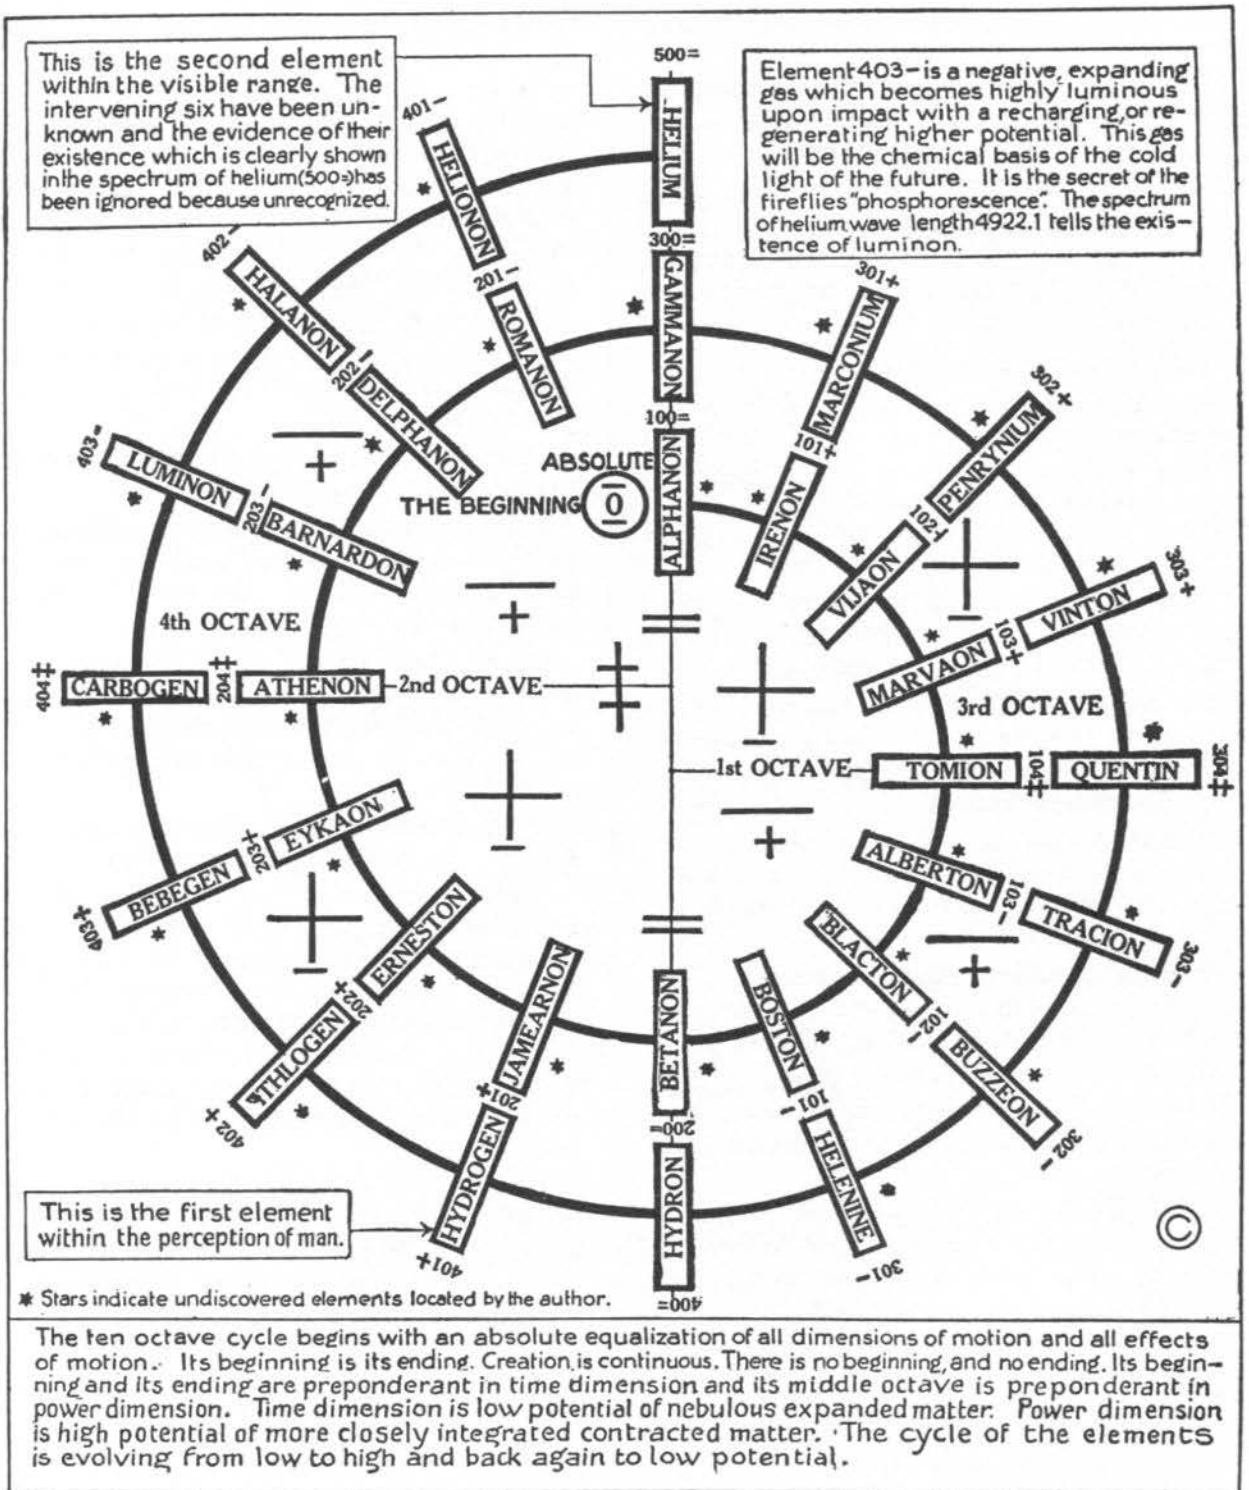 This is the second element
within the visible range. The
intervening six have been un-
known and the evidence of their
existence which is clearly shown
in the spectrum of helium(500=)has
been ignored because unrecognized.
Element 403- is a negative, expanding
gas which becomes highly luminous
upon impact with a recharging, or re-
generating higher potential. This gas
will be the chemical basis of the cold
light of the future. It is the secret of the
fireflies "phosphorescence". The spectrum
of helium wave length 4922.1 tells the exis-
tence of luminon.
500=
HELIUM
401-
HELIONON
402-
HALANON
403=
LUMINON
404‡
CARBOGEN
403+
BEBEGEN
402+
ITHLOGEN
401+
HYDROGEN
400=
HYDRON
300=
GAMMANON
201-
ROMANON
202-
DELPHANON
203-
BARNARDON
204‡
ATHENON
203+
EYKAON
202+
ERNESTON
201+
JAMEARNON
200=
BETANON
301+
MARCONIUM
302+
PENRYNIUM
303+
VINTON
304‡
QUENTIN
303-
TRACION
302-
BUZZEON
301-
HELENINE
100=
ALPHANON
101+
IRENON
102+
VIJAON
103+
MARVAON
104‡
TOMION
103-
ALBERTON
102-
BLACTON
101-
BOSTON
ABSOLUTE
THE BEGINNING
0
4th OCTAVE
2nd OCTAVE
3rd OCTAVE
1st OCTAVE
This is the first element
within the perception of man.
©
* Stars indicate undiscovered elements located by the author.
The ten octave cycle begins with an absolute equalization of all dimensions of motion and all effects
of motion. Its beginning is its ending. Creation is continuous. There is no beginning, and no ending. Its begin-
ning and its ending are preponderant in time dimension and its middle octave is preponderant in
power dimension. Time dimension is low potential of nebulous expanded matter. Power dimension
is high potential of more closely integrated contracted matter. The cycle of the elements
is evolving from low to high and back again to low potential.